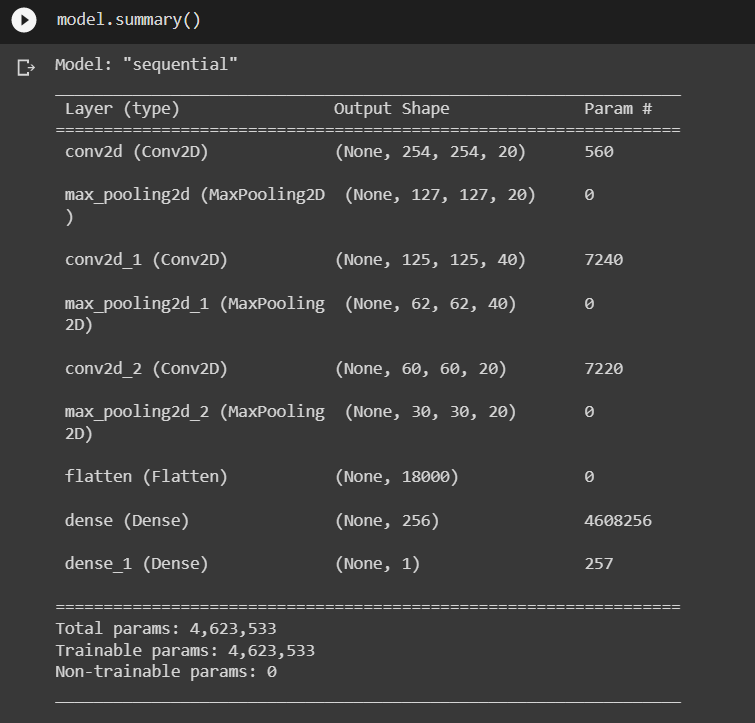 model.summary()
Model: "sequential"
_________________________________________________________________
Layer (type) Output Shape Param #
=================================================================
conv2d (Conv2D) (None, 254, 254, 20) 560
max_pooling2d (MaxPooling2D (None, 127, 127, 20) 0
)
conv2d_1 (Conv2D) (None, 125, 125, 40) 7240
max_pooling2d_1 (MaxPooling (None, 62, 62, 40) 0
2D)
conv2d_2 (Conv2D) (None, 60, 60, 20) 7220
max_pooling2d_2 (MaxPooling (None, 30, 30, 20) 0
2D)
flatten (Flatten) (None, 18000) 0
dense (Dense) (None, 256) 4608256
dense_1 (Dense) (None, 1) 257
=================================================================
Total params: 4,623,533
Trainable params: 4,623,533
Non-trainable params: 0
_________________________________________________________________